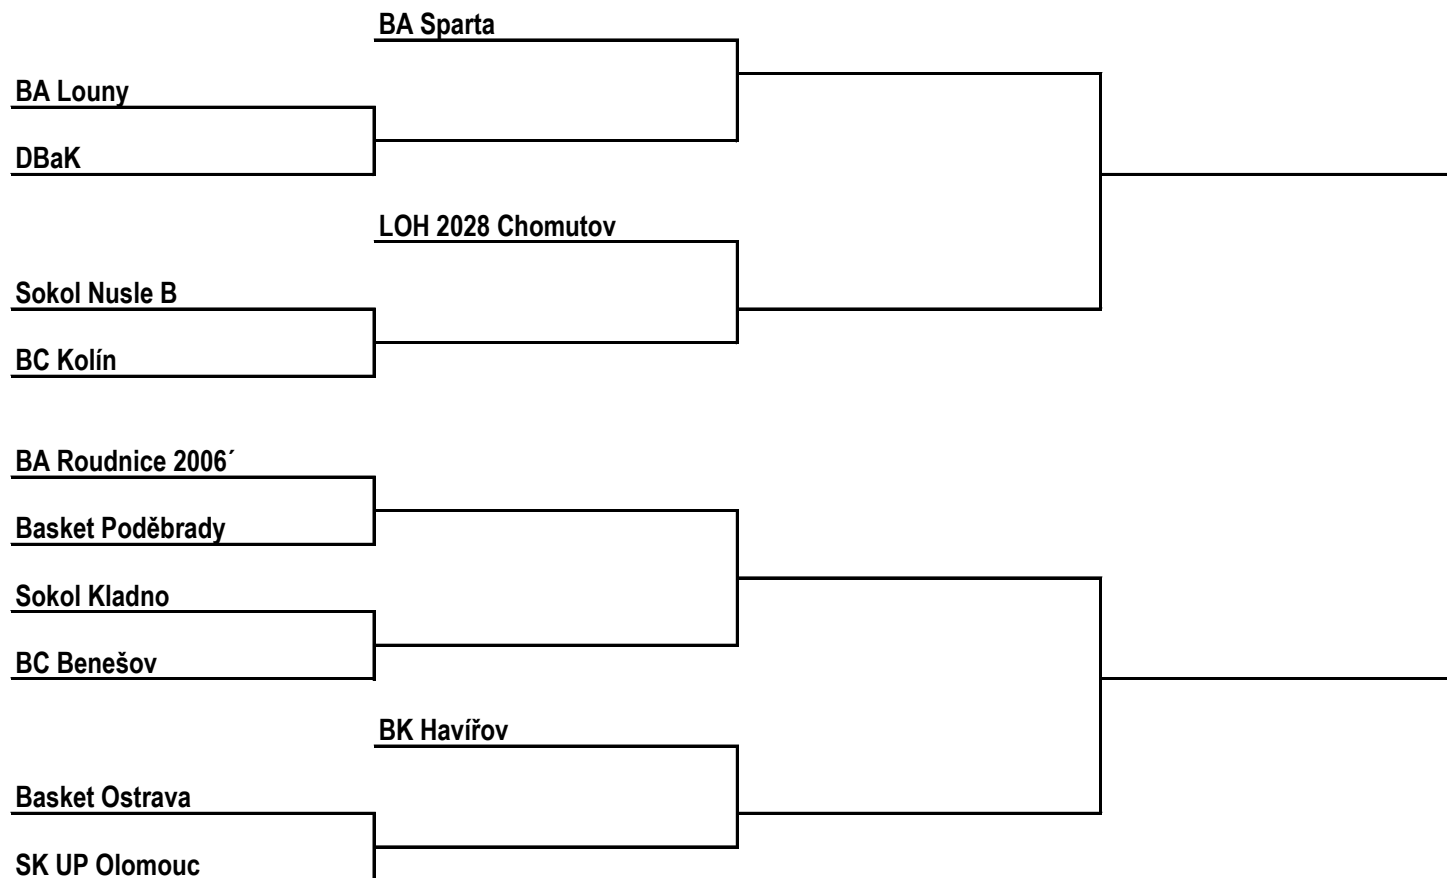 BA Sparta
BA Louny
DBaK
LOH 2028 Chomutov
Sokol Nusle B
BC Kolín
BA Roudnice 2006´
Basket Poděbrady
Sokol Kladno
BC Benešov
BK Havířov
Basket Ostrava
SK UP Olomouc